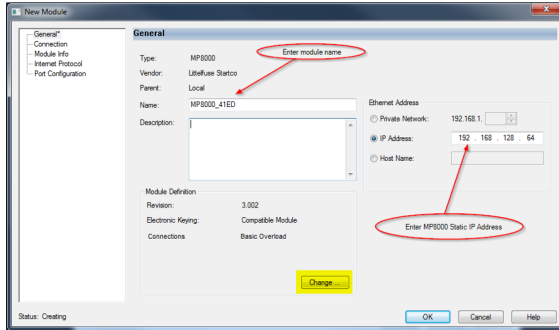 New Module
General*
Connection
Module Info
Internet Protocol
Port Configuration
General
Type: MP8000
Vendor: Littelfuse Startco
Parent: Local
Name: MP8000_41ED
Description:
Enter module name
Ethernet Address
Private Network: 192.168.1.
IP Address: 192 . 168 . 128 . 64
Host Name:
Enter MP8000 Static IP Address
Module Definition
Revision: 3.002
Electronic Keying: Compatible Module
Connections Basic Overload
Change ...
Status: Creating
OK Cancel Help